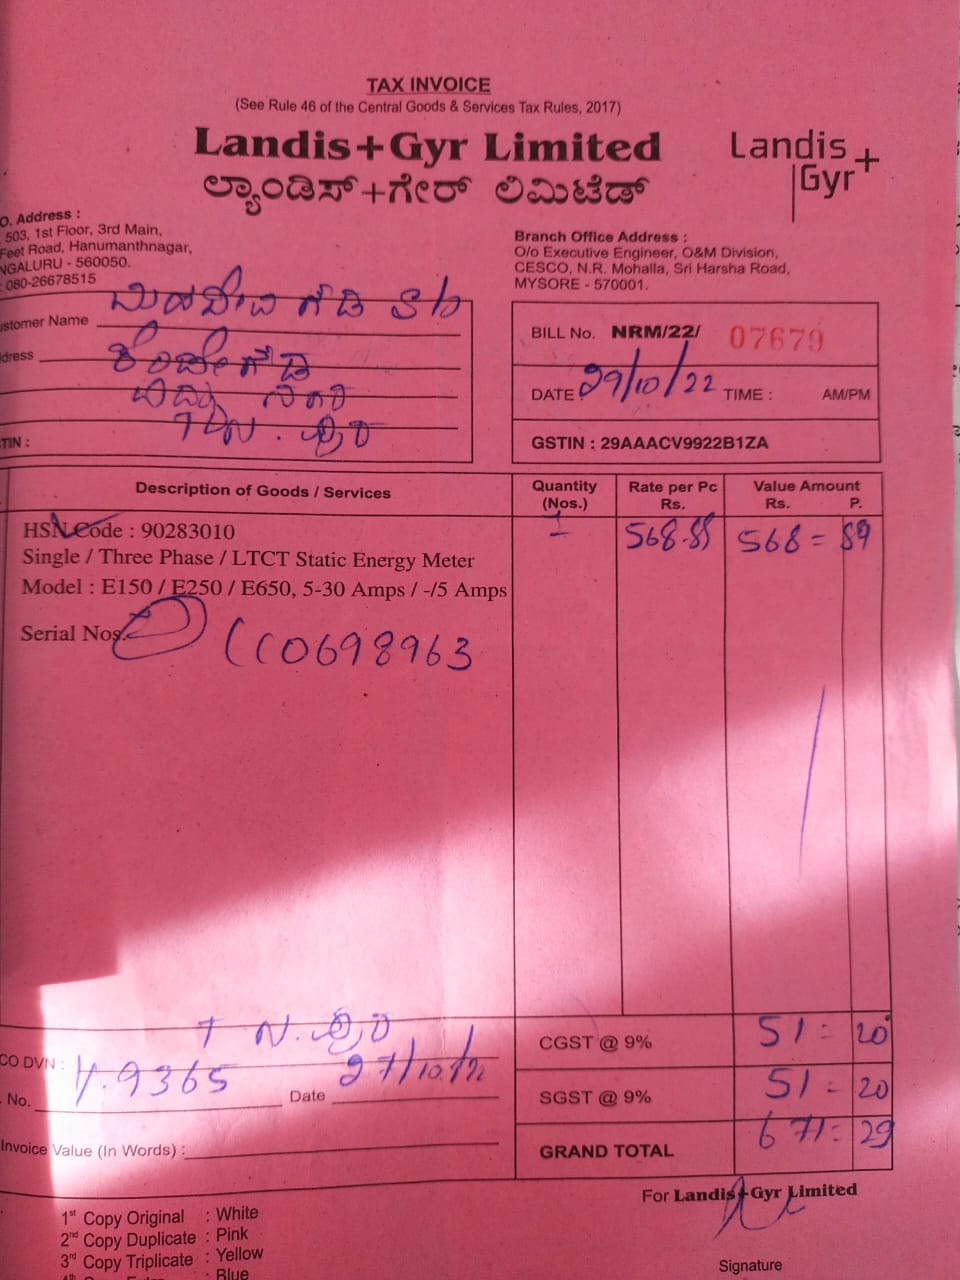 TAX INVOICE
(See Rule 46 of the Central Goods & Services Tax Rules, 2017)
Landis+Gyr Limited
ಲ್ಯಾಂಡಿಸ್+ಗೇರ್ ಲಿಮಿಟೆಡ್
Landis
Gyr+
O. Address :
503, 1st Floor, 3rd Main,
Feet Road, Hanumanthnagar,
NGALURU - 560050.
080-26678515
Branch Office Address :
O/o Executive Engineer, O&M Division,
CESCO, N.R. Mohalla, Sri Harsha Road,
MYSORE - 570001.
ustomer Name S/o
dress
TIN :
BILL No. NRM/22/ 07679
DATE : 29/10/22 TIME : AM/PM
GSTIN : 29AAACV9922B1ZA
Description of Goods / Services Quantity (Nos.) Rate per Pc Rs. Value Amount Rs. P.
HSN Code : 90283010 1 568.89 568 = 89
Single / Three Phase / LTCT Static Energy Meter
Model : E150 / E250 / E650, 5-30 Amps / -/5 Amps
Serial Nos. CC0698963
CO DVN :
No. 9365 Date 27/10/22
Invoice Value (In Words) :
CGST @ 9% 51 = 20
SGST @ 9% 51 = 20
GRAND TOTAL 671 = 29
For Landis+Gyr Limited
1st Copy Original : White
2nd Copy Duplicate : Pink
3rd Copy Triplicate : Yellow
: Blue
Signature